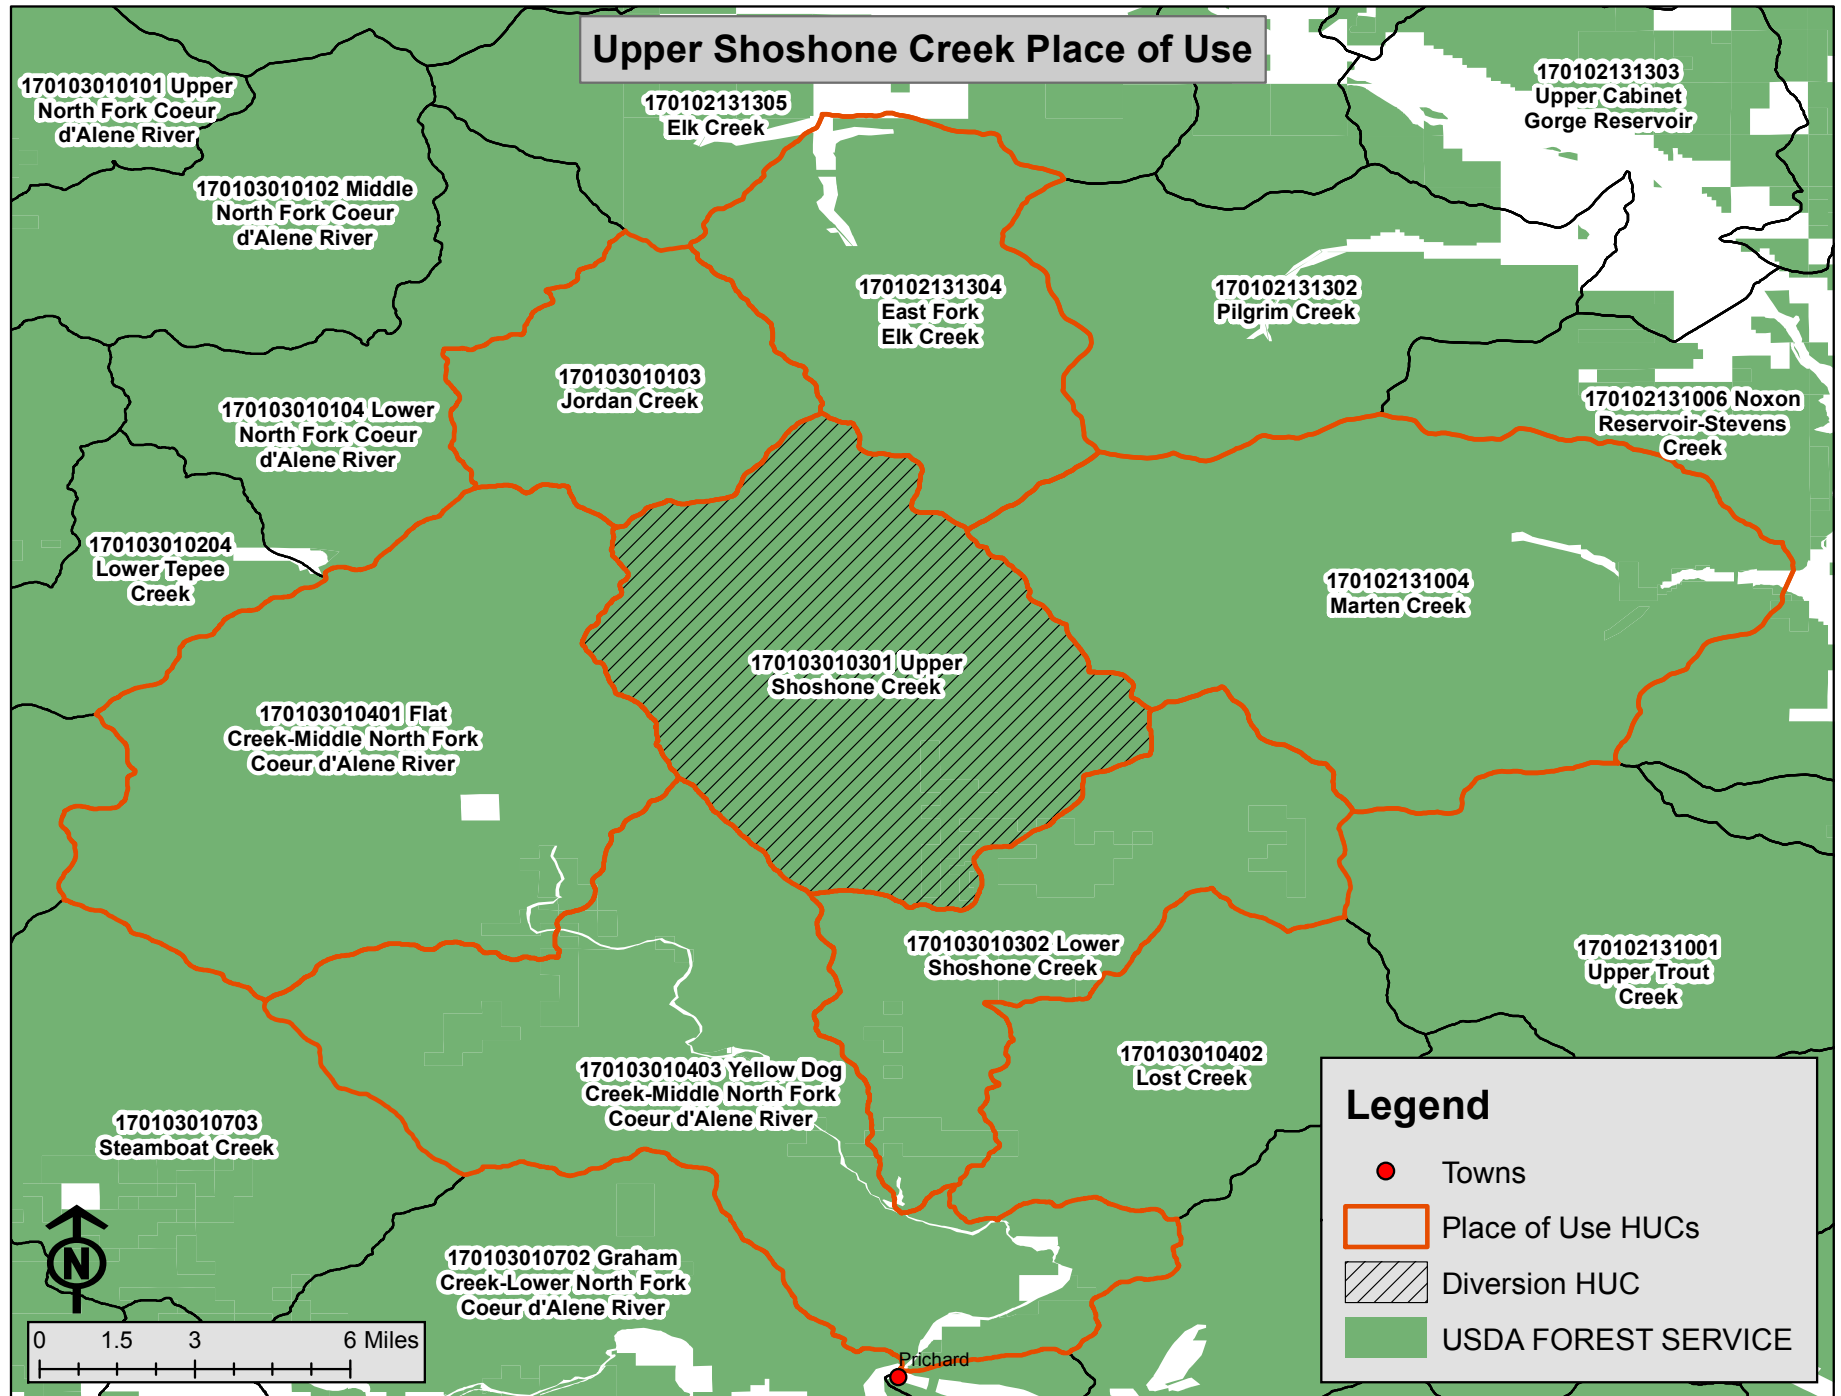 Upper Shoshone Creek Place of Use
170103010101 Upper
North Fork Coeur
d'Alene River
170102131305
Elk Creek
170102131303
Upper Cabinet
Gorge Reservoir
170103010102 Middle
North Fork Coeur
d'Alene River
170102131304
East Fork
Elk Creek
170102131302
Pilgrim Creek
170103010103
Jordan Creek
170103010104 Lower
North Fork Coeur
d'Alene River
170102131006 Noxon
Reservoir-Stevens
Creek
170103010204
Lower Tepee
Creek
170102131004
Marten Creek
170103010301 Upper
Shoshone Creek
170103010401 Flat
Creek-Middle North Fork
Coeur d'Alene River
170103010302 Lower
Shoshone Creek
170102131001
Upper Trout
Creek
170103010402
Lost Creek
170103010403 Yellow Dog
Creek-Middle North Fork
Coeur d'Alene River
170103010703
Steamboat Creek
170103010702 Graham
Creek-Lower North Fork
Coeur d'Alene River
Prichard
N
0 1.5 3 6 Miles
Legend
Towns
Place of Use HUCs
Diversion HUC
USDA FOREST SERVICE